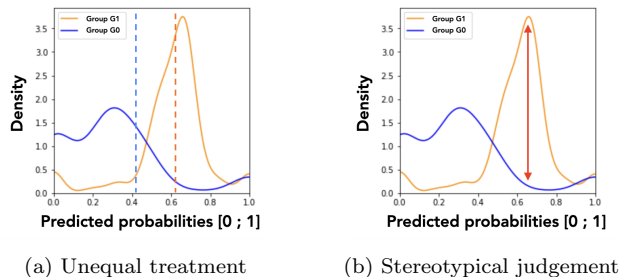 Group G1
Group G0
Density
3.5
3.0
2.5
2.0
1.5
1.0
0.5
0.0
0.0 0.2 0.4 0.6 0.8 1.0
Predicted probabilities [0 ; 1]
(a) Unequal treatment
Group G1
Group G0
Density
3.5
3.0
2.5
2.0
1.5
1.0
0.5
0.0
0.0 0.2 0.4 0.6 0.8 1.0
Predicted probabilities [0 ; 1]
(b) Stereotypical judgement